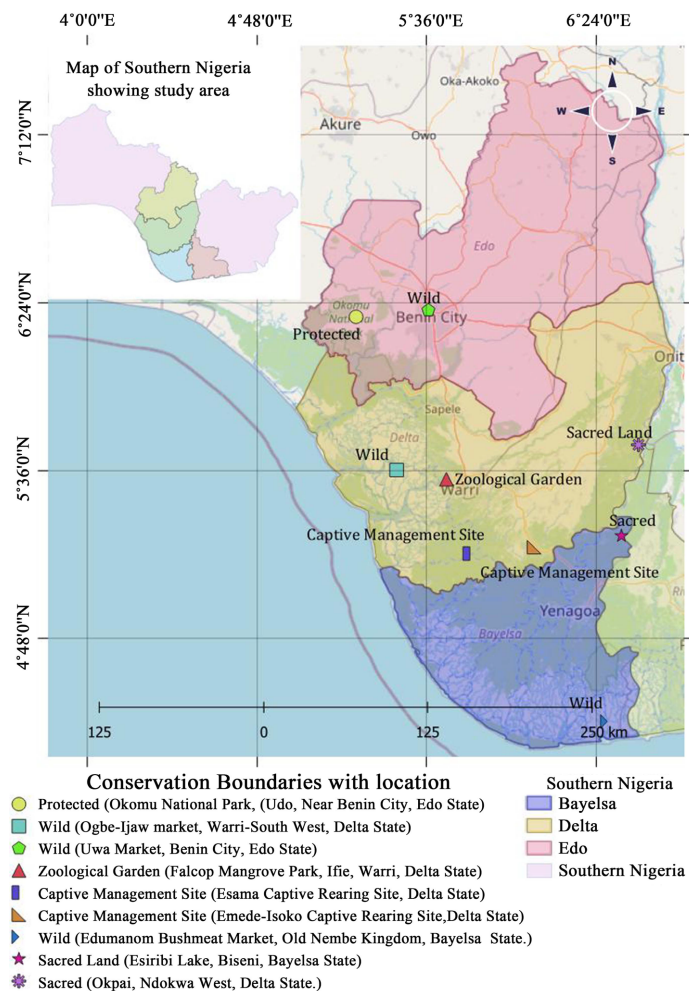 4°0'0"E 4°48'0"E 5°36'0"E 6°24'0"E
Map of Southern Nigeria
showing study area
N
W E
S
Oka-Akoko
Akure
Owo
7°12'0"N
Edo
6°24'0"N
Wild
Okomu
National
Benin City
Protected
Onit
Sapele
Delta
Sacred Land
Wild
5°36'0"N
Zoological Garden
Warri
Sacred
Captive Management Site
Captive Management Site
Yenagoa
Bayelsa
4°48'0"N
Wild
125 0 125 250 km
Conservation Boundaries with location
Protected (Okomu National Park, (Udo, Near Benin City, Edo State)
Wild (Ogbe-Ijaw market, Warri-South West, Delta State)
Wild (Uwa Market, Benin City, Edo State)
Zoological Garden (Falcop Mangrove Park, Ifie, Warri, Delta State)
Captive Management Site (Esama Captive Rearing Site, Delta State)
Captive Management Site (Emede-Isoko Captive Rearing Site,Delta State)
Wild (Edumanom Bushmeat Market, Old Nembe Kingdom, Bayelsa State.)
Sacred Land (Esiribi Lake, Biseni, Bayelsa State)
Sacred (Okpai, Ndokwa West, Delta State.)
Southern Nigeria
Bayelsa
Delta
Edo
Southern Nigeria